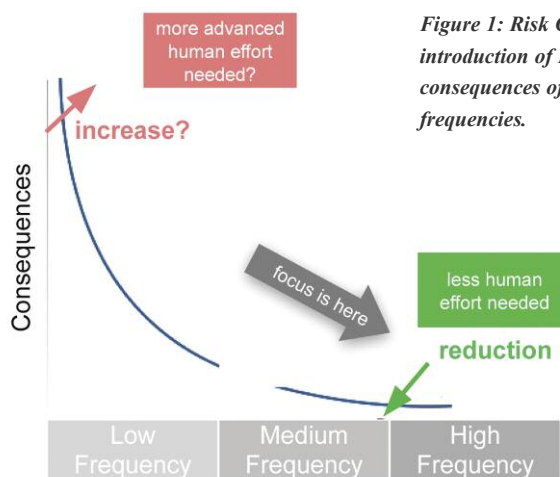 more advanced
human effort
needed?
Figure 1: Risk
introduction of
consequences of
frequencies.
increase?
Consequences
focus is here
less human
effort needed
reduction
Low
Frequency
Medium
Frequency
High
Frequency